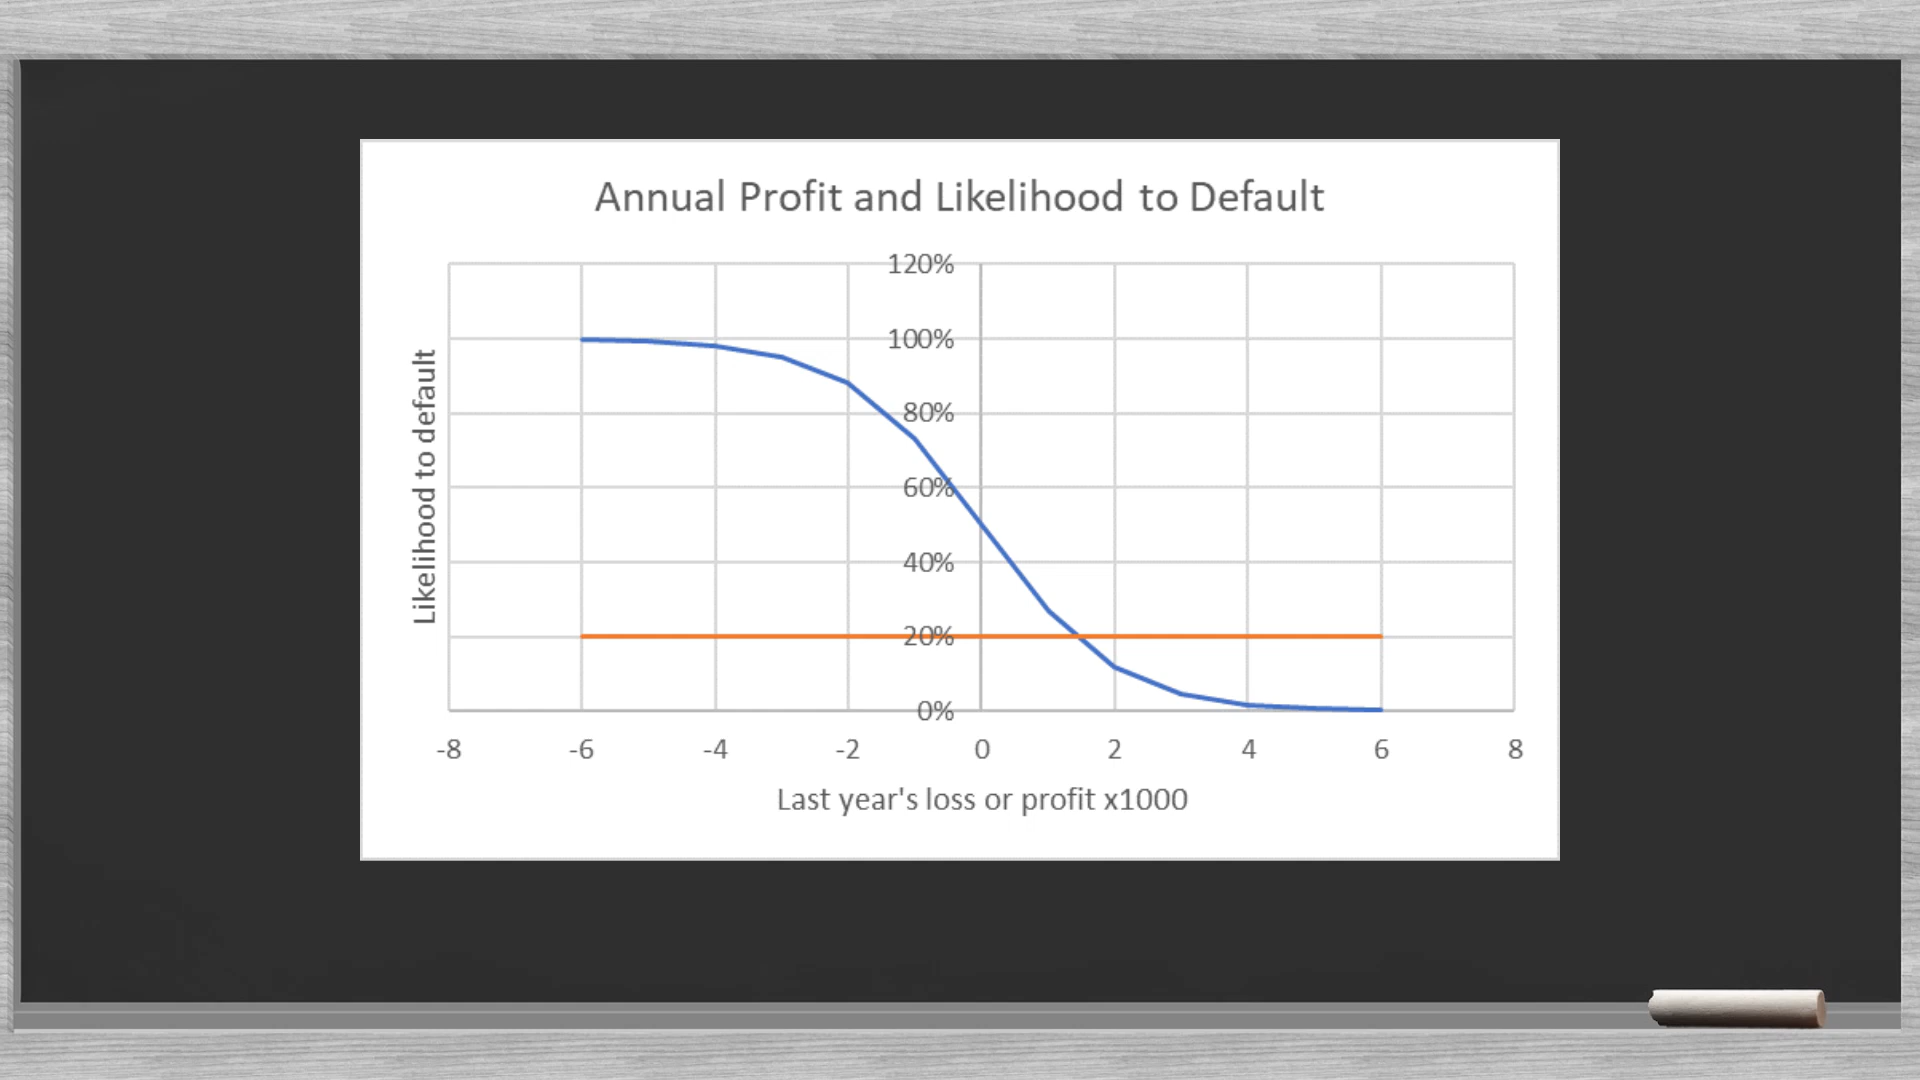 Annual Profit and Likelihood to Default
120%
100%
80%
60%
40%
20%
0%
Likelihood to default
-8 -6 -4 -2 0 2 4 6 8
Last year's loss or profit x1000